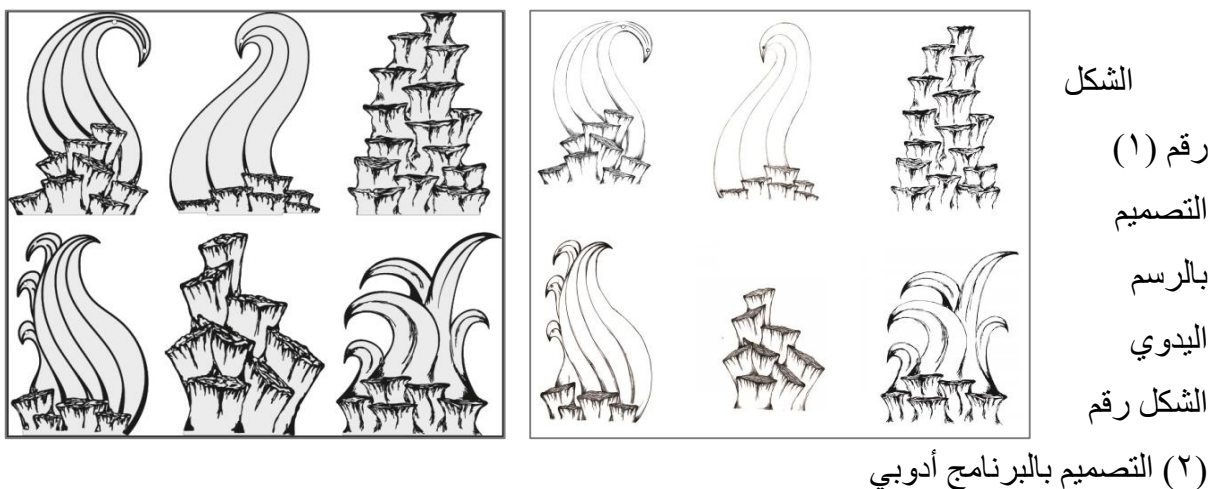 الشكل
رقم (١)
التصميم
بالرسم
اليدوي
الشكل رقم
(٢) التصميم بالبرنامج أدوبي